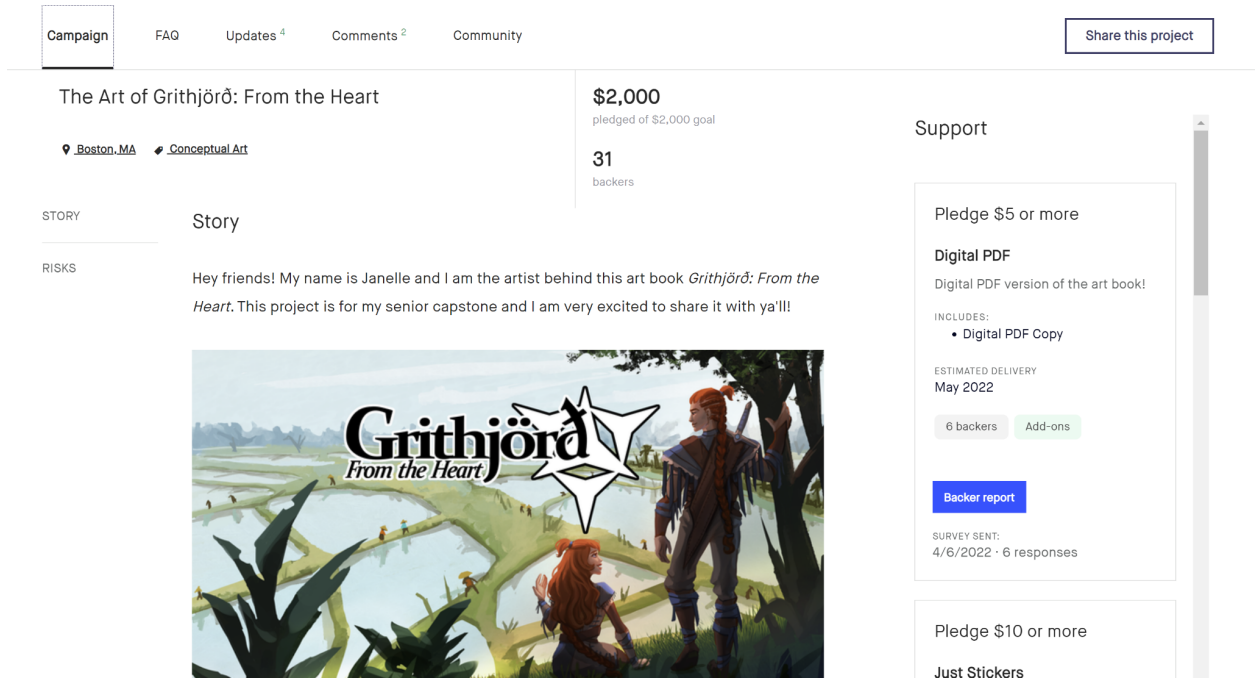 Campaign
FAQ
Updates 4
Comments 2
Community
Share this project
The Art of Grithjörð: From the Heart
Boston, MA
Conceptual Art
$2,000
pledged of $2,000 goal
31
backers
STORY
RISKS
Story
Hey friends! My name is Janelle and I am the artist behind this art book Grithjörð: From the
Heart. This project is for my senior capstone and I am very excited to share it with ya'll!
Grithjörð
From the Heart
Support
Pledge $5 or more
Digital PDF
Digital PDF version of the art book!
INCLUDES:
• Digital PDF Copy
ESTIMATED DELIVERY
May 2022
6 backers
Add-ons
Backer report
SURVEY SENT:
4/6/2022 · 6 responses
Pledge $10 or more
Just Stickers